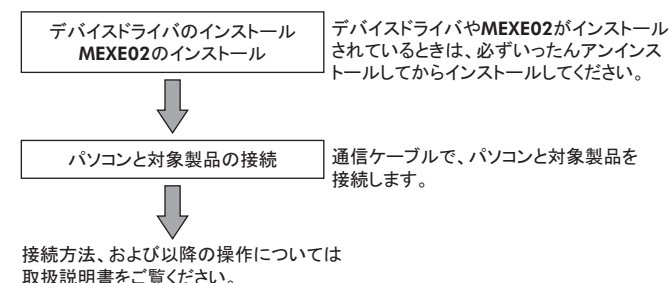 デバイスドライバのインストール
MEXE02のインストール
デバイスドライバやMEXE02がインストール
されているときは、必ずいったんアンインス
トールしてからインストールしてください。
パソコンと対象製品の接続
通信ケーブルで、パソコンと対象製品を
接続します。
接続方法、および以降の操作については
取扱説明書をご覧ください。